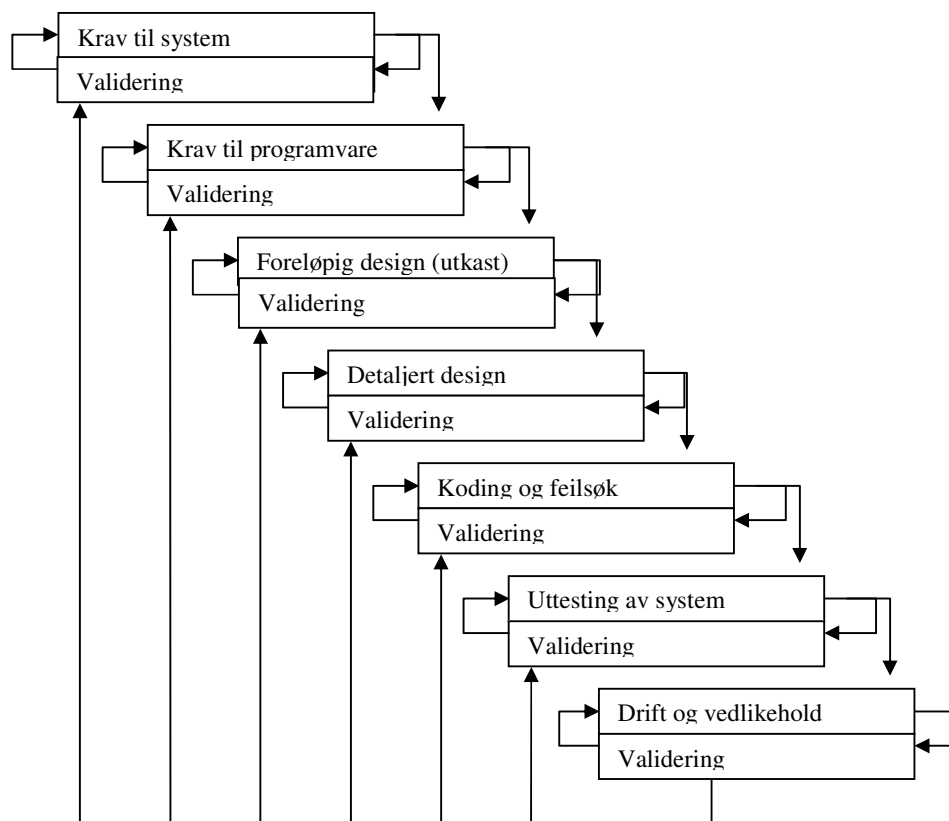 Krav til system
Validering
Krav til programvare
Validering
Foreløpig design (utkast)
Validering
Detaljert design
Validering
Koding og feilsøk
Validering
Uttesting av system
Validering
Drift og vedlikehold
Validering